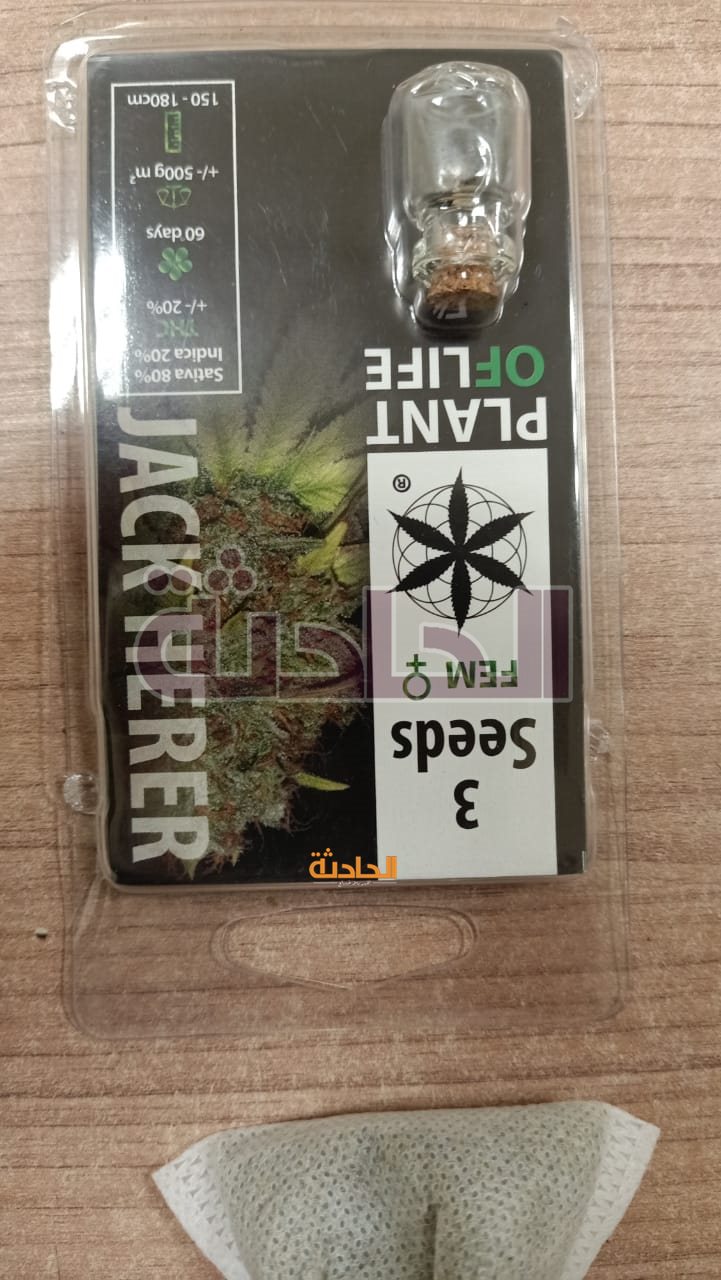 3
Seeds
FEM
PLANT
OF LIFE
®
JACK HERER
Sativa 80%
Indica 20%
THC
+/- 20%
60 days
+/- 500g m²
150 - 180cm
الحادثة
الحادثة